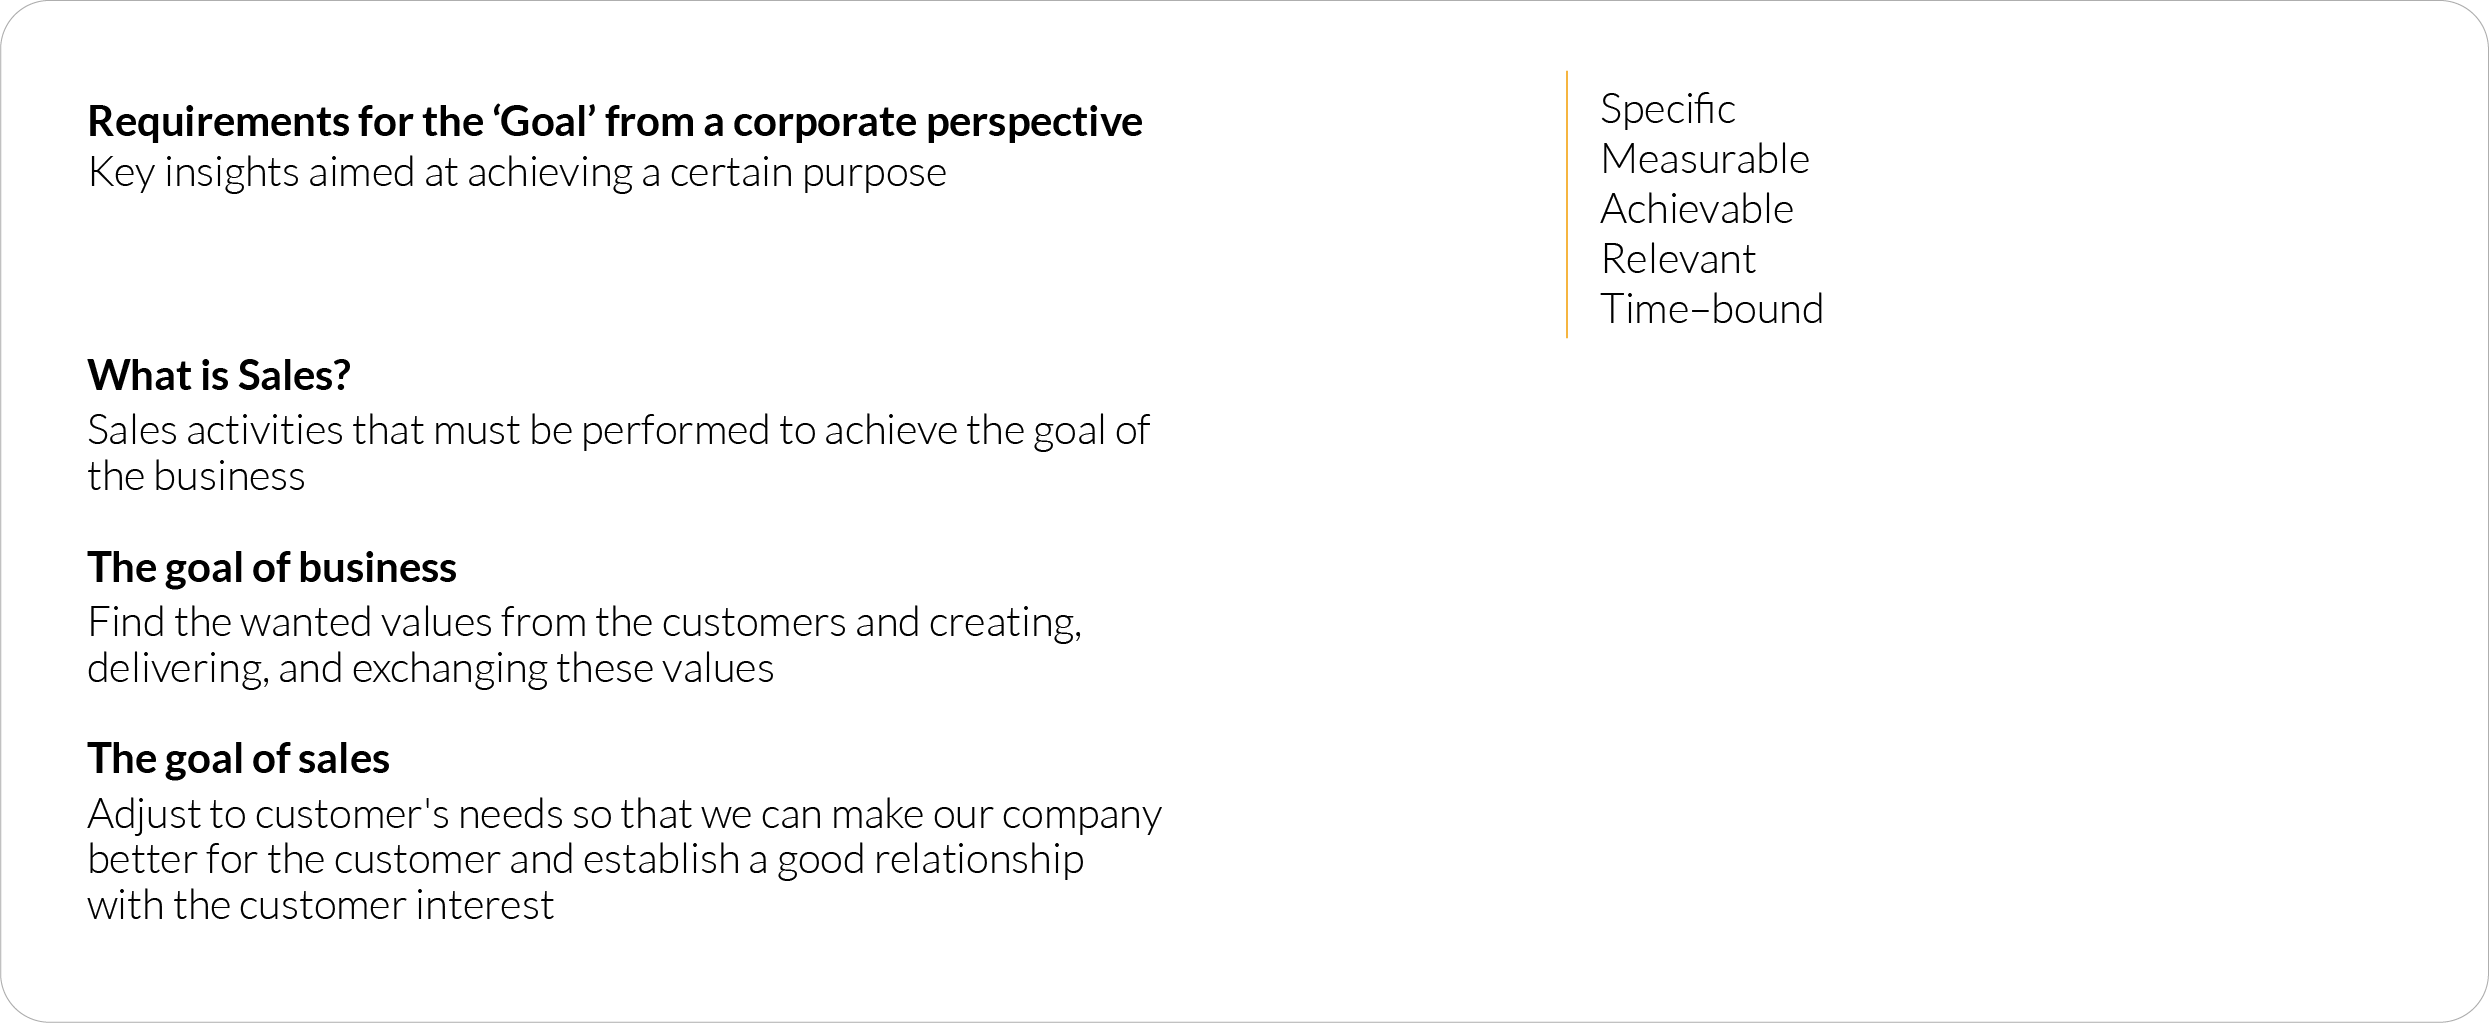 Requirements for the ‘Goal’ from a corporate perspective
Key insights aimed at achieving a certain purpose
Specific
Measurable
Achievable
Relevant
Time–bound
What is Sales?
Sales activities that must be performed to achieve the goal of
the business
The goal of business
Find the wanted values from the customers and creating,
delivering, and exchanging these values
The goal of sales
Adjust to customer's needs so that we can make our company
better for the customer and establish a good relationship
with the customer interest